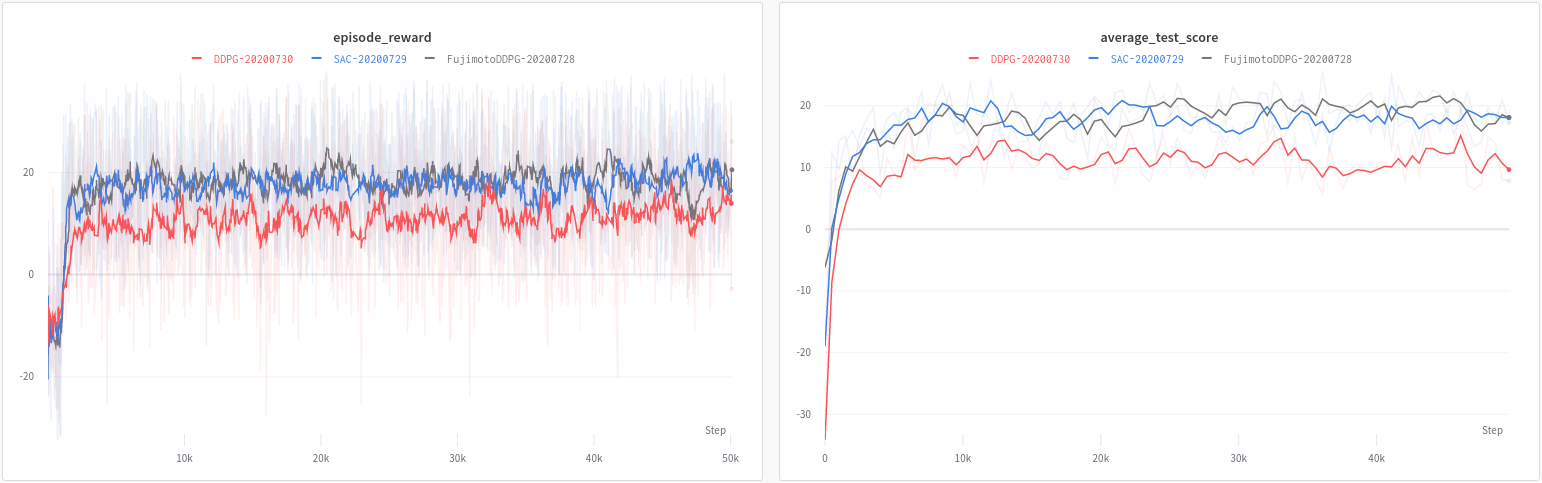 episode_reward
DDPG-20200730 SAC-20200729 FujimotoDDPG-20200728
20
0
-20
Step
10k 20k 30k 40k 50k
average_test_score
DDPG-20200730 SAC-20200729 FujimotoDDPG-20200728
20
10
0
-10
-20
-30
Step
0 10k 20k 30k 40k